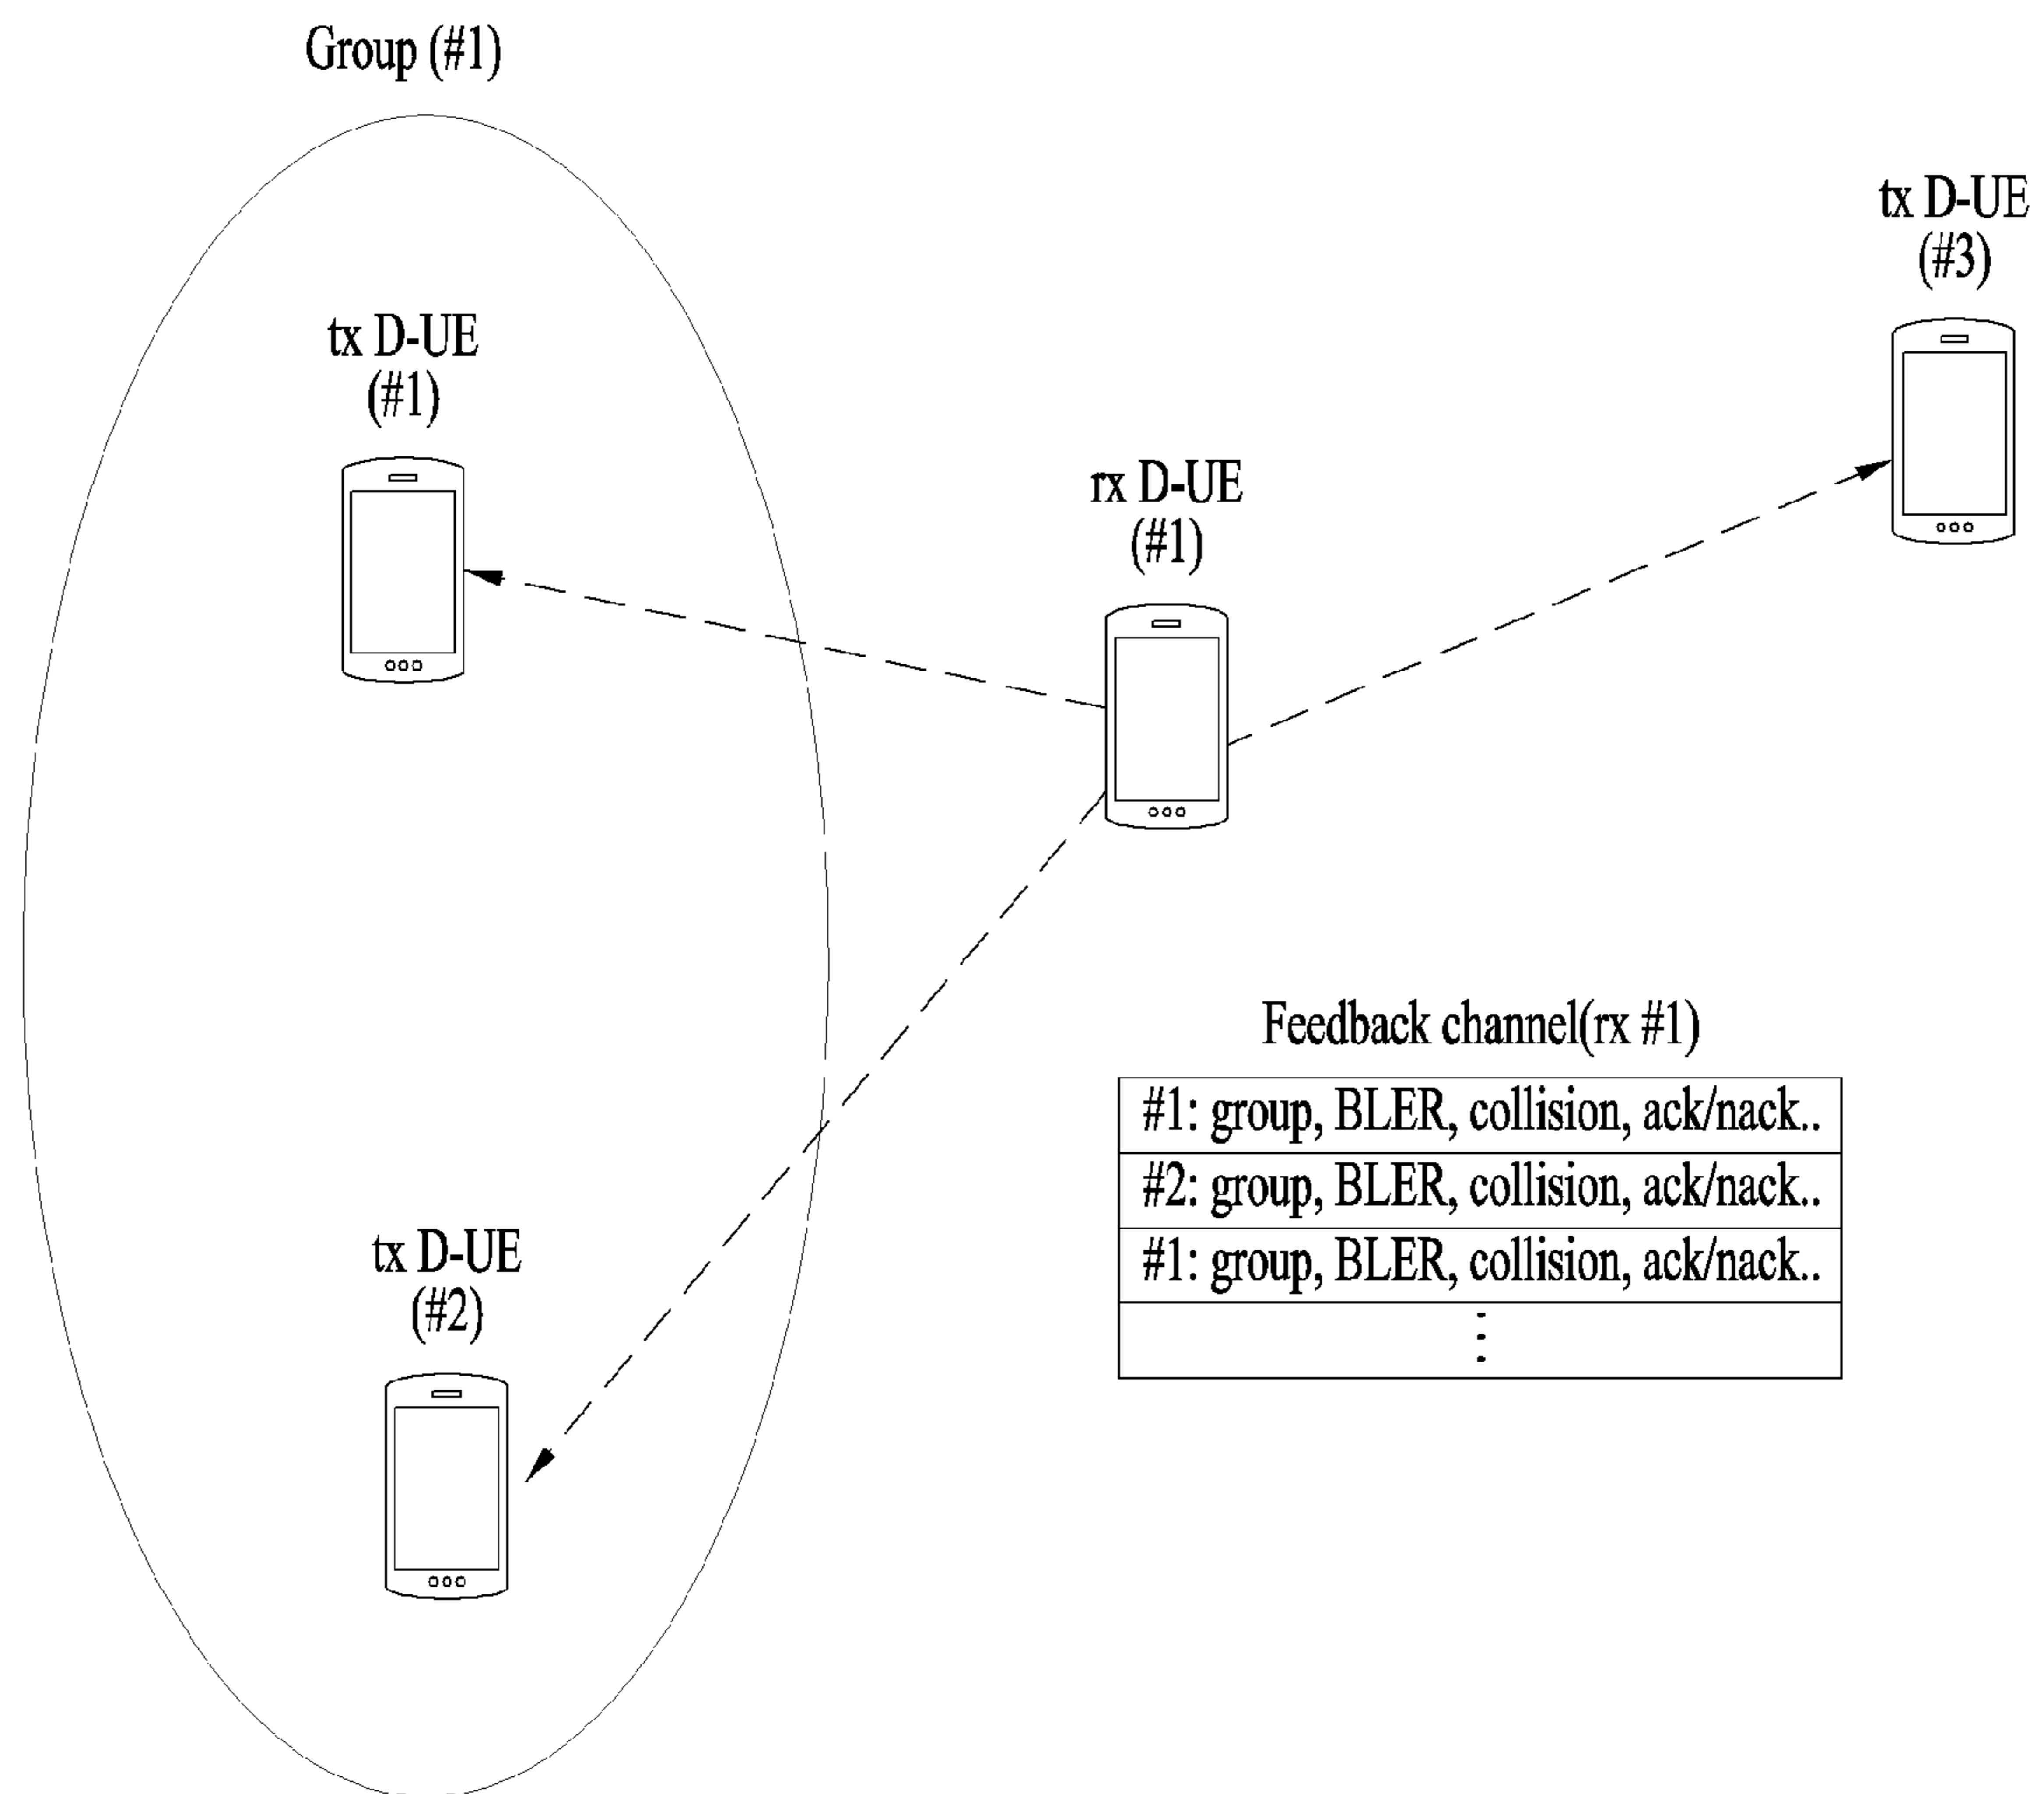 Group (#1)
tx D-UE
(#3)
tx D-UE
(#1)
rx D-UE
(#1)
Feedback channel(rx #1)
#1: group, BLER, collision, ack/nack..
#2: group, BLER, collision, ack/nack..
#1: group, BLER, collision, ack/nack..
⋮
tx D-UE
(#2)